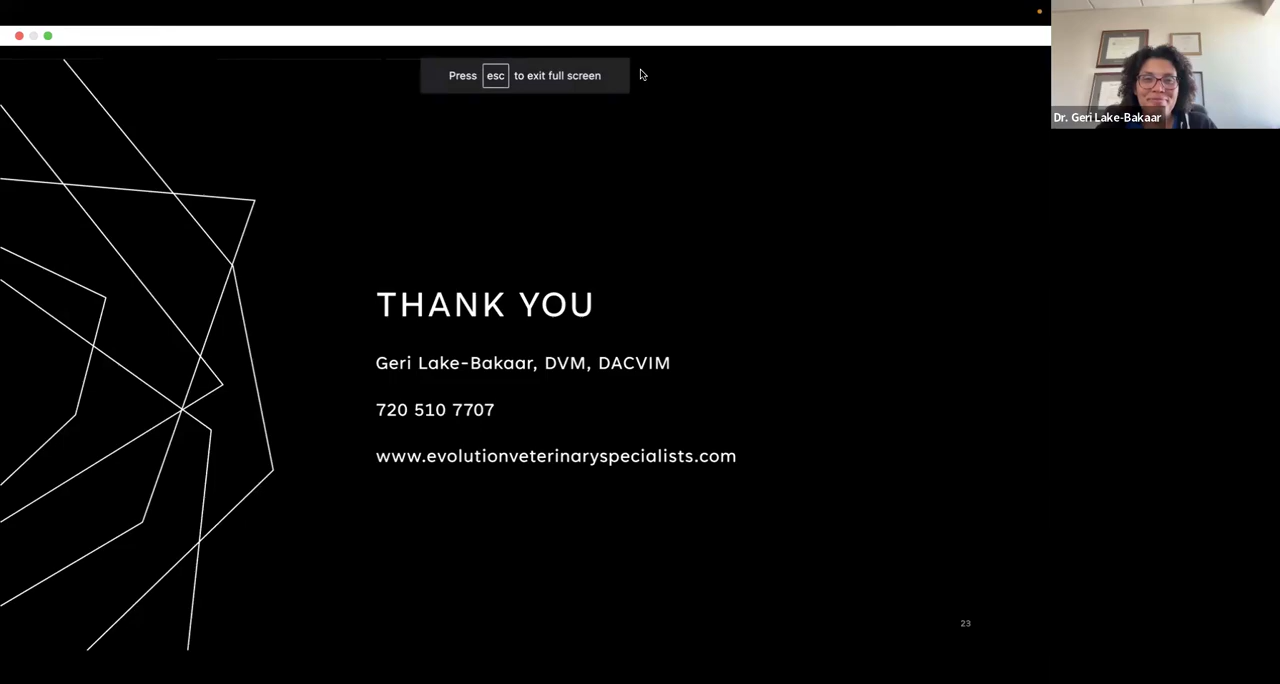 Press esc to exit full screen
Dr. Geri Lake-Bakaar
THANK YOU
Geri Lake-Bakaar, DVM, DACVIM
720 510 7707
www.evolutionveterinaryspecialists.com
23